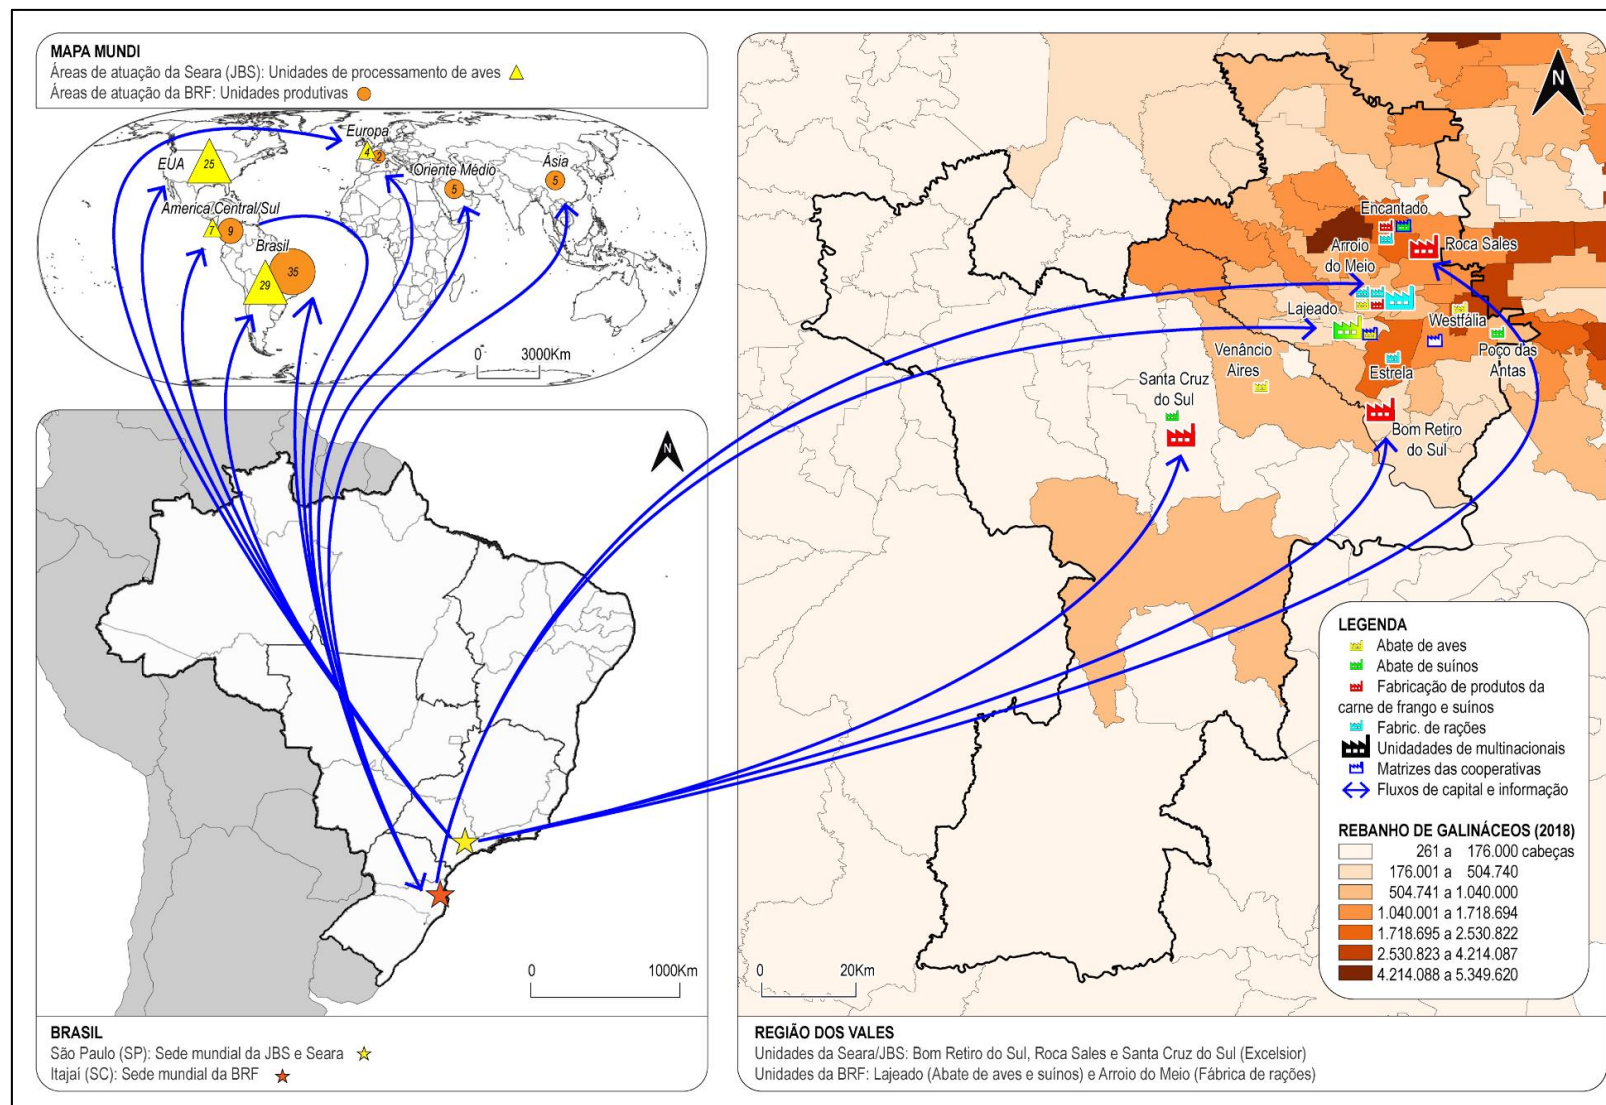 MAPA MUNDI
Áreas de atuação da Seara (JBS): Unidades de processamento de aves
Áreas de atuação da BRF: Unidades produtivas
Europa
4
2
EUA
25
Oriente Médio
5
Ásia
5
America Central/Sul
7
9
Brasil
35
29
0 3000Km
N
0 1000Km
BRASIL
São Paulo (SP): Sede mundial da JBS e Seara
Itajaí (SC): Sede mundial da BRF
N
Encantado
Roca Sales
Arroio
do Meio
Lajeado
Westfália
Poço das
Antas
Estrela
Venâncio
Aires
Santa Cruz
do Sul
Bom Retiro
do Sul
0 20Km
LEGENDA
Abate de aves
Abate de suínos
Fabricação de produtos da
carne de frango e suínos
Fabric. de rações
Unidadades de multinacionais
Matrizes das cooperativas
Fluxos de capital e informação
REBANHO DE GALINÁCEOS (2018)
261 a 176.000 cabeças
176.001 a 504.740
504.741 a 1.040.000
1.040.001 a 1.718.694
1.718.695 a 2.530.822
2.530.823 a 4.214.087
4.214.088 a 5.349.620
REGIÃO DOS VALES
Unidades da Seara/JBS: Bom Retiro do Sul, Roca Sales e Santa Cruz do Sul (Excelsior)
Unidades da BRF: Lajeado (Abate de aves e suínos) e Arroio do Meio (Fábrica de rações)